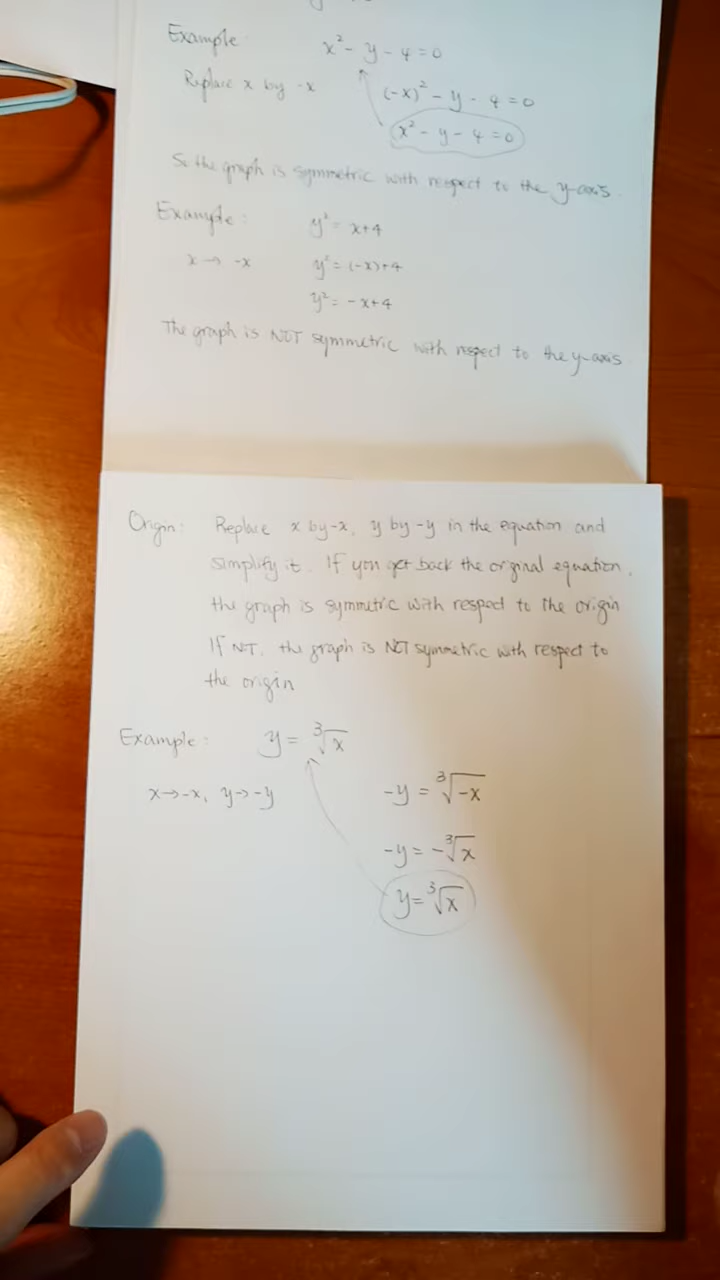 Example x² - y - 4 = 0
Replace x by -x (-x)² - y - 4 = 0
x² - y - 4 = 0
So the graph is symmetric with respect to the y-axis.
Example: y² = x+4
x → -x y² = (-x)+4
y² = -x+4
The graph is NOT symmetric with respect to the y-axis
Origin: Replace x by -x, y by -y in the equation and
simplify it. If you get back the original equation,
the graph is symmetric with respect to the origin
If NOT, the graph is NOT symmetric with respect to
the origin
Example: y = ∛x
x→-x, y→-y -y = ∛-x
-y = -∛x
y = ∛x